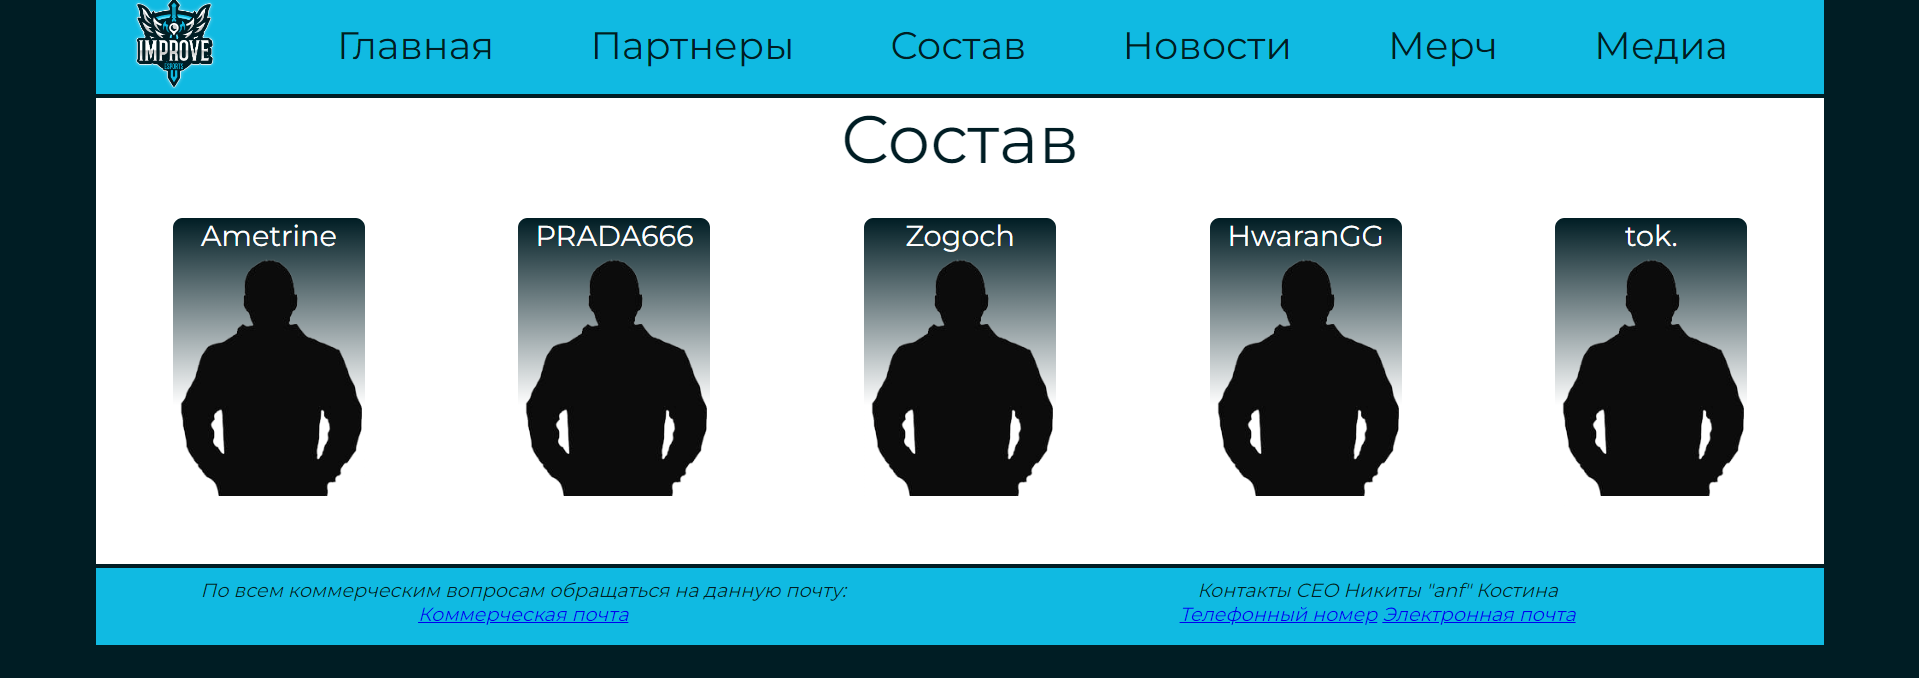 IMPROVE
ESPORTS
Главная Партнеры Состав Новости Мерч Медиа
Состав
Ametrine PRADA666 Zogoch HwaranGG tok.
По всем коммерческим вопросам обращаться на данную почту:
Коммерческая почта
Контакты CEO Никиты "anf" Костина
Телефонный номер Электронная почта